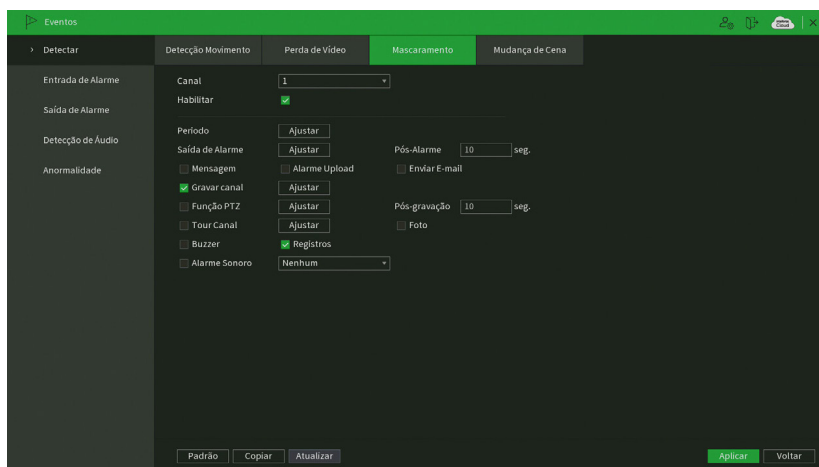 Eventos
Cloud
Detectar
Detecção Movimento
Perda de Vídeo
Mascaramento
Mudança de Cena
Entrada de Alarme
Saída de Alarme
Detecção de Áudio
Anormalidade
Canal
1
Habilitar
Período
Ajustar
Saída de Alarme
Ajustar
Pós-Alarme
10
seg.
Mensagem
Alarme Upload
Enviar E-mail
Gravar canal
Ajustar
Função PTZ
Ajustar
Pós-gravação
10
seg.
Tour Canal
Ajustar
Foto
Buzzer
Registros
Alarme Sonoro
Nenhum
Padrão
Copiar
Atualizar
Aplicar
Voltar